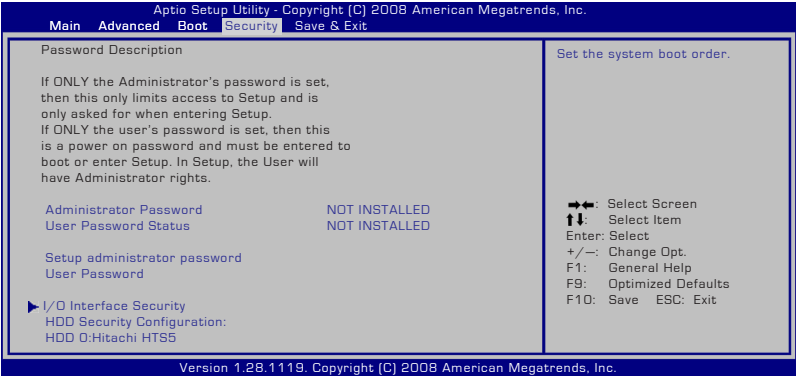 Aptio Setup Utility - Copyright (C) 2008 American Megatrends, Inc.
Main Advanced Boot Security Save & Exit
Password Description
If ONLY the Administrator's password is set,
then this only limits access to Setup and is
only asked for when entering Setup.
If ONLY the user's password is set, then this
is a power on password and must be entered to
boot or enter Setup. In Setup, the User will
have Administrator rights.
Administrator Password NOT INSTALLED
User Password Status NOT INSTALLED
Setup administrator password
User Password
I/O Interface Security
HDD Security Configuration:
HDD 0:Hitachi HTS5
Set the system boot order.
→←: Select Screen
↑↓: Select Item
Enter: Select
+/—: Change Opt.
F1: General Help
F9: Optimized Defaults
F10: Save ESC: Exit
Version 1.28.1119. Copyright (C) 2008 American Megatrends, Inc.